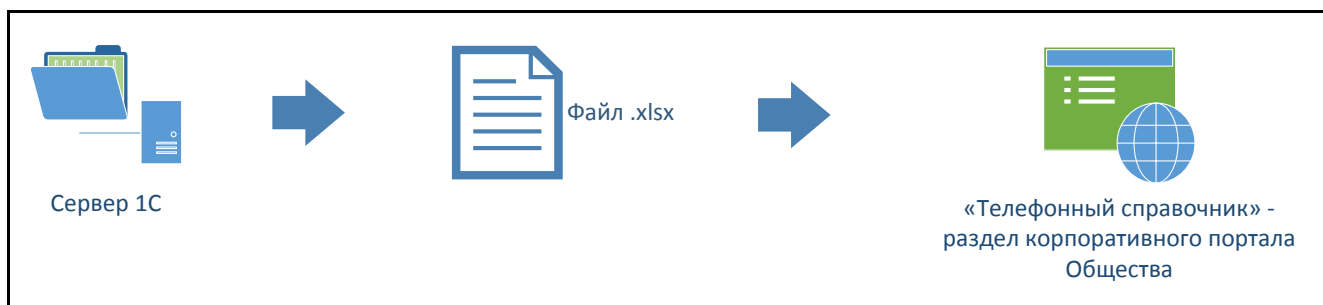 Файл .xlsx
Сервер 1С
«Телефонный справочник» -
раздел корпоративного портала
Общества